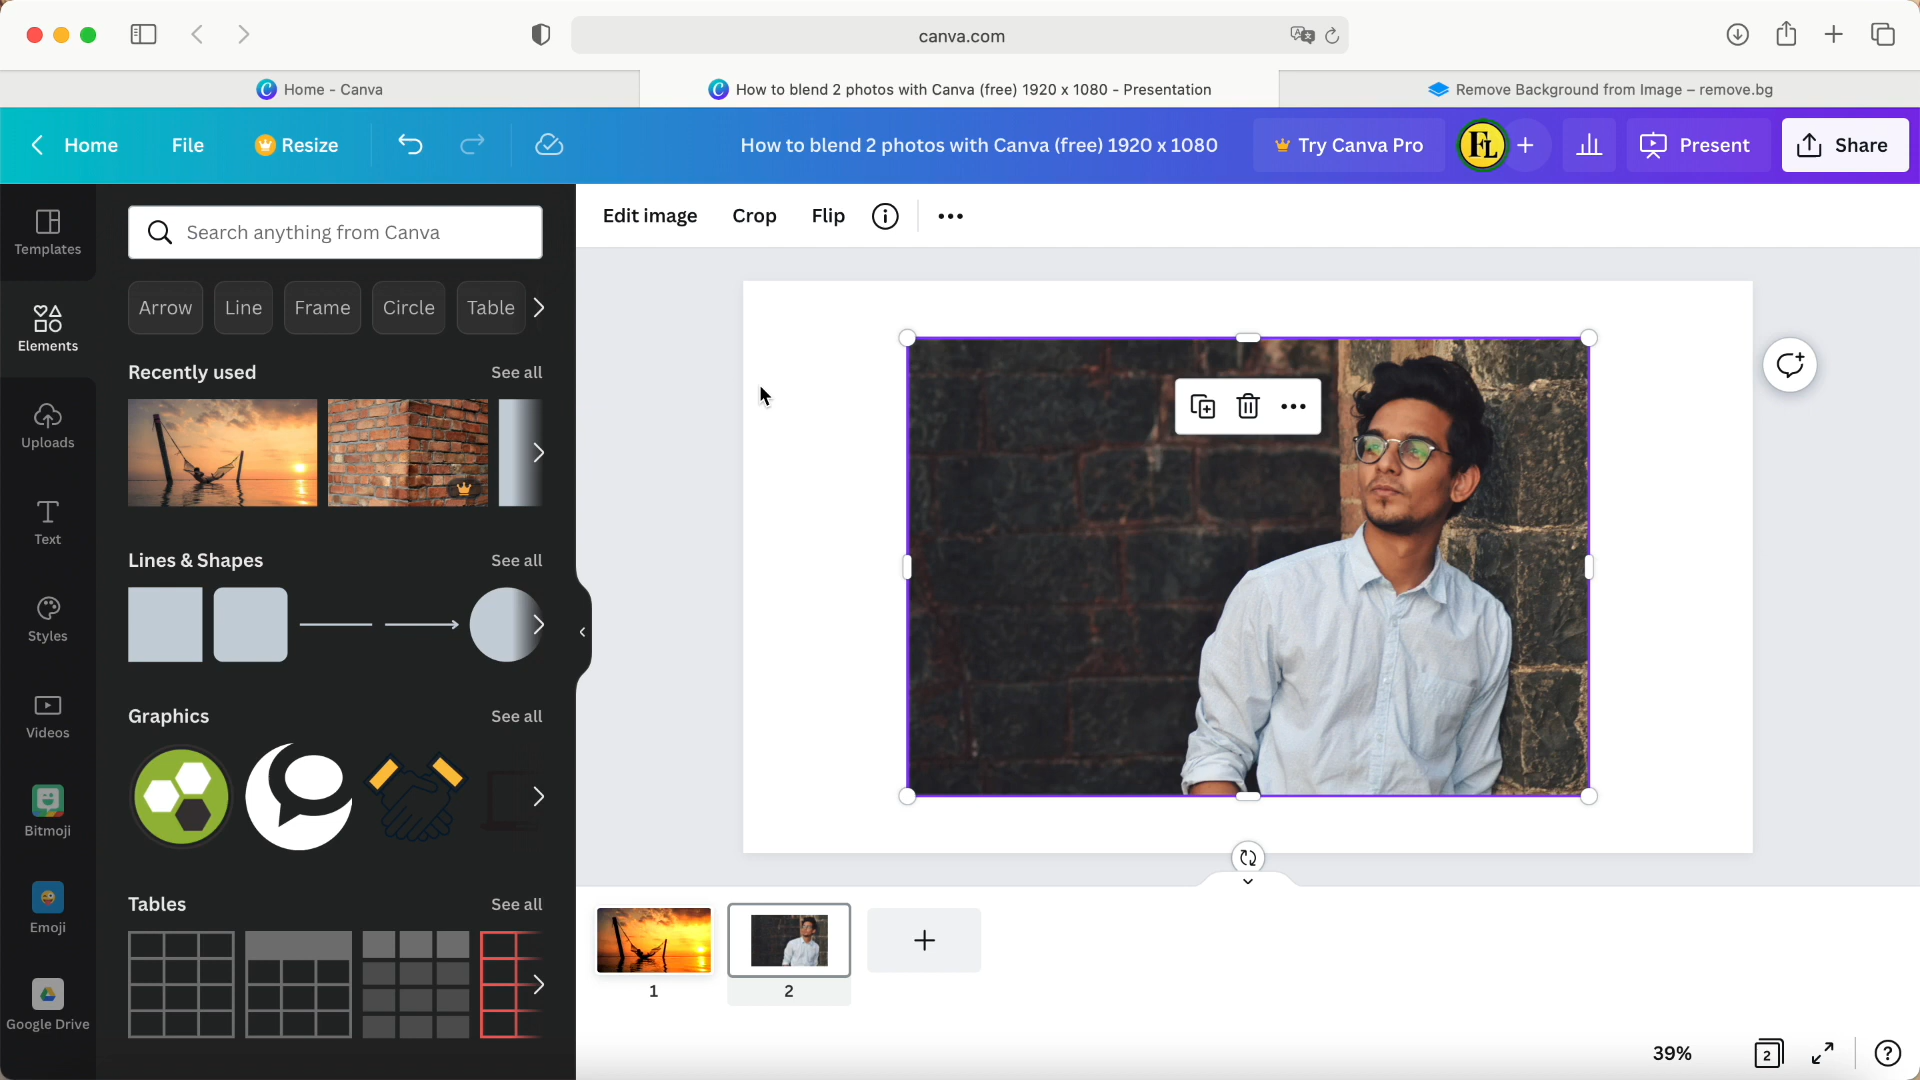 canva.com
Home - Canva
How to blend 2 photos with Canva (free) 1920 x 1080 - Presentation
Remove Background from Image – remove.bg
Home
File
Resize
How to blend 2 photos with Canva (free) 1920 x 1080
Try Canva Pro
FL
Present
Share
Templates
Elements
Uploads
Text
Styles
Videos
Bitmoji
Emoji
Google Drive
Search anything from Canva
Arrow
Line
Frame
Circle
Table
Recently used
See all
Lines & Shapes
See all
Graphics
See all
Tables
See all
Edit image
Crop
Flip
1
2
39%
2